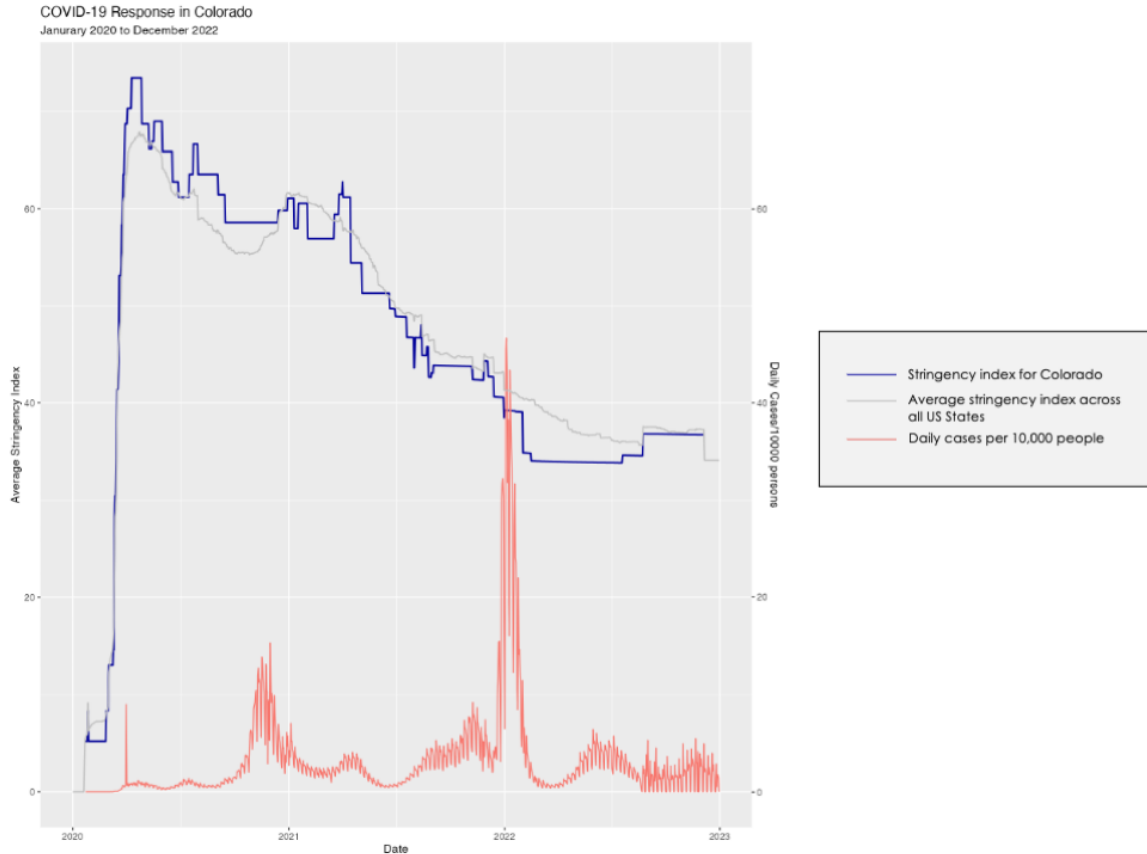 COVID-19 Response in Colorado
Janurary 2020 to December 2022
60
40
20
0
Average Stringency Index
60
40
20
0
Daily Cases/10000 persons
2020
2021
2022
2023
Date
Stringency index for Colorado
Average stringency index across
all US States
Daily cases per 10,000 people